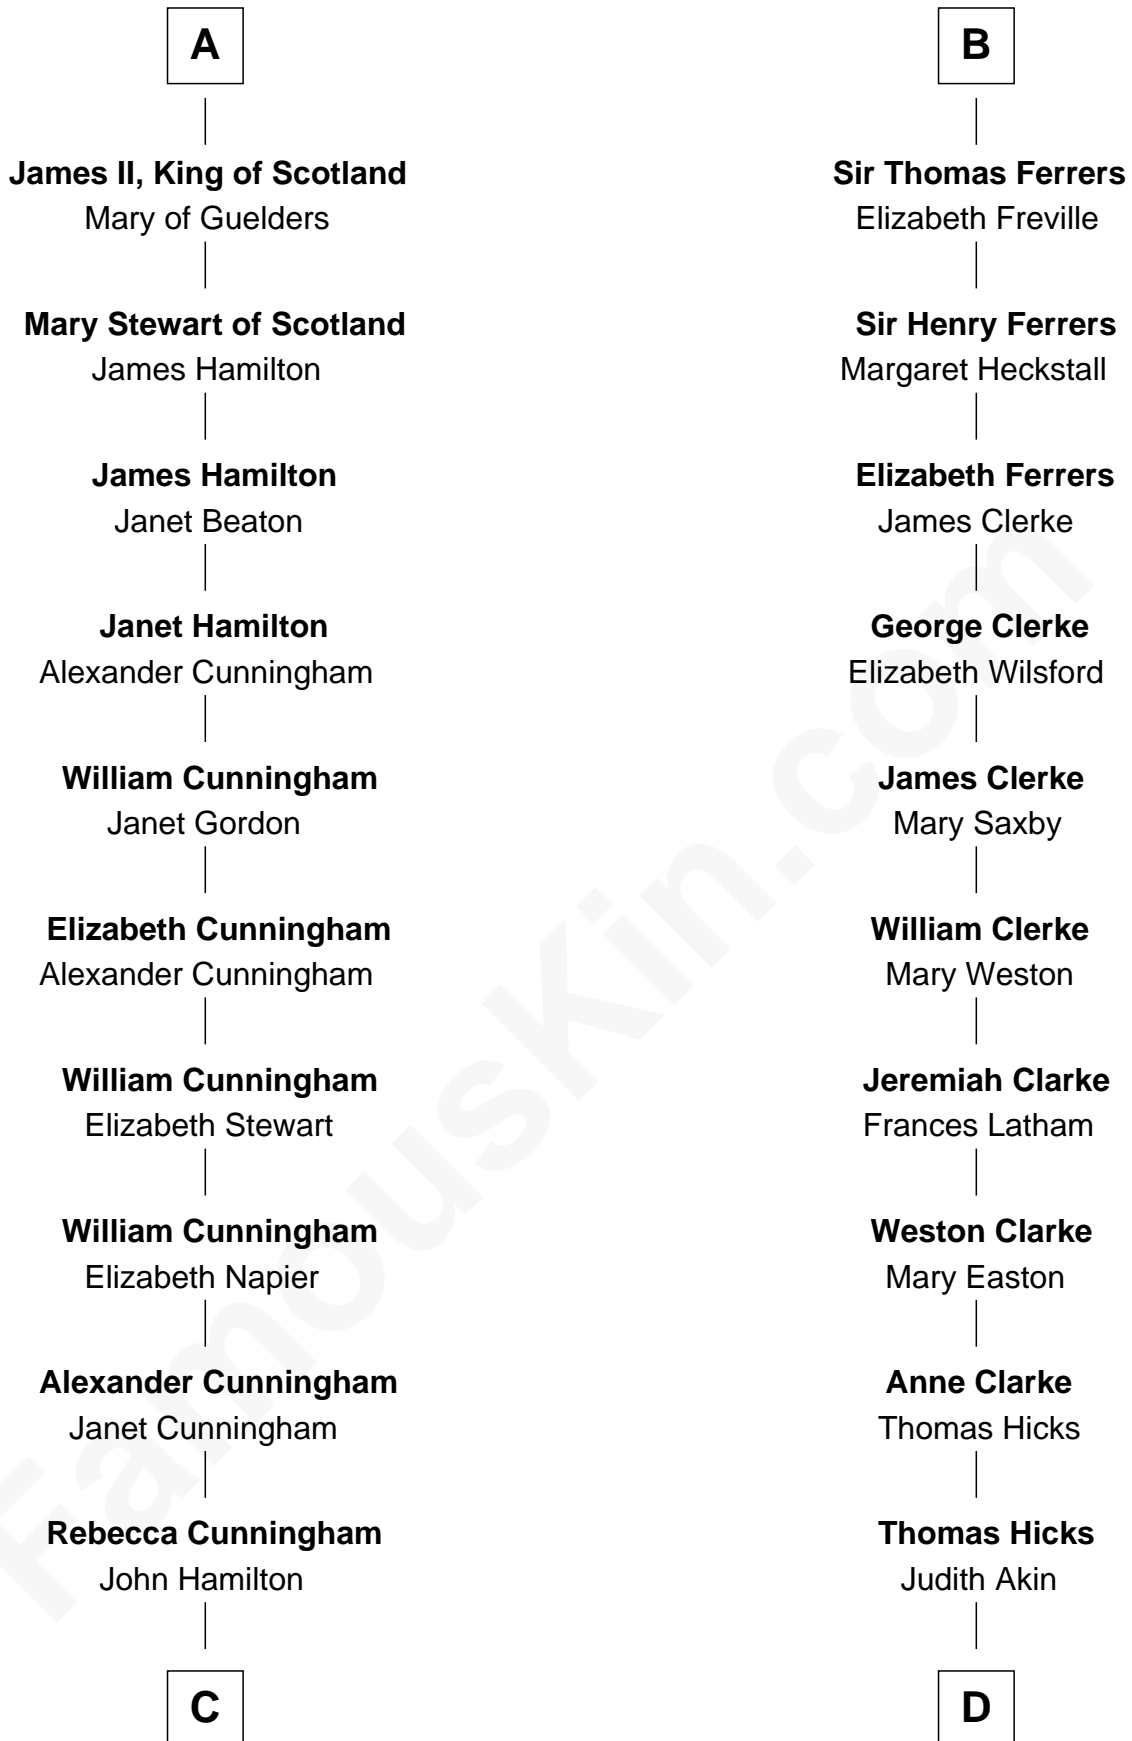 A
James II, King of Scotland
Mary of Guelders
Mary Stewart of Scotland
James Hamilton
James Hamilton
Janet Beaton
Janet Hamilton
Alexander Cunningham
William Cunningham
Janet Gordon
Elizabeth Cunningham
Alexander Cunningham
William Cunningham
Elizabeth Stewart
William Cunningham
Elizabeth Napier
Alexander Cunningham
Janet Cunningham
Rebecca Cunningham
John Hamilton
C
B
Sir Thomas Ferrers
Elizabeth Freville
Sir Henry Ferrers
Margaret Heckstall
Elizabeth Ferrers
James Clerke
George Clerke
Elizabeth Wilsford
James Clerke
Mary Saxby
William Clerke
Mary Weston
Jeremiah Clarke
Frances Latham
Weston Clarke
Mary Easton
Anne Clarke
Thomas Hicks
Thomas Hicks
Judith Akin
D
FamousKin.com